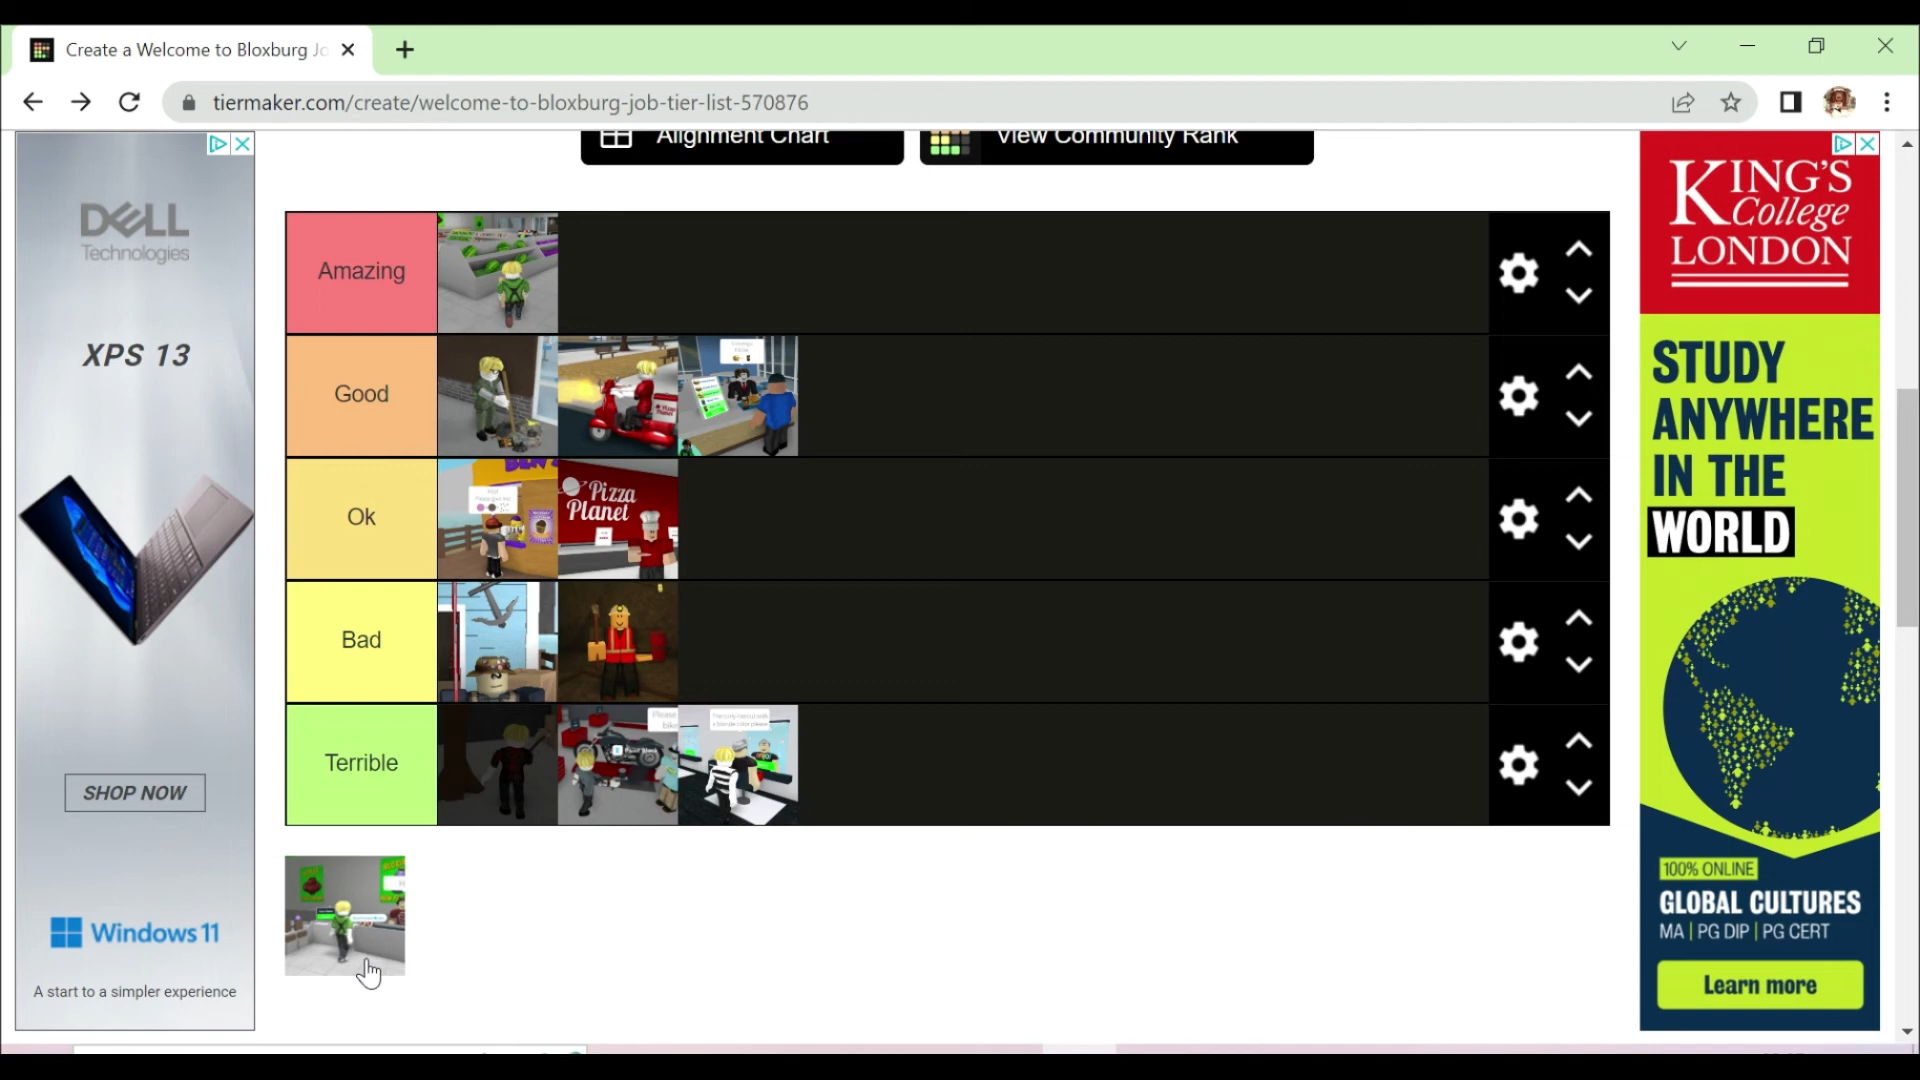 Create a Welcome to Bloxburg Jo
tiermaker.com/create/welcome-to-bloxburg-job-tier-list-570876
Alignment Chart
View Community Rank
DELL
Technologies
XPS 13
SHOP NOW
Windows 11
A start to a simpler experience
Amazing
Good
Ok
Pizza
Planet
Bad
Terrible
Please
bike
KING'S
College
LONDON
STUDY
ANYWHERE
IN THE
WORLD
100% ONLINE
GLOBAL CULTURES
MA | PG DIP | PG CERT
Learn more